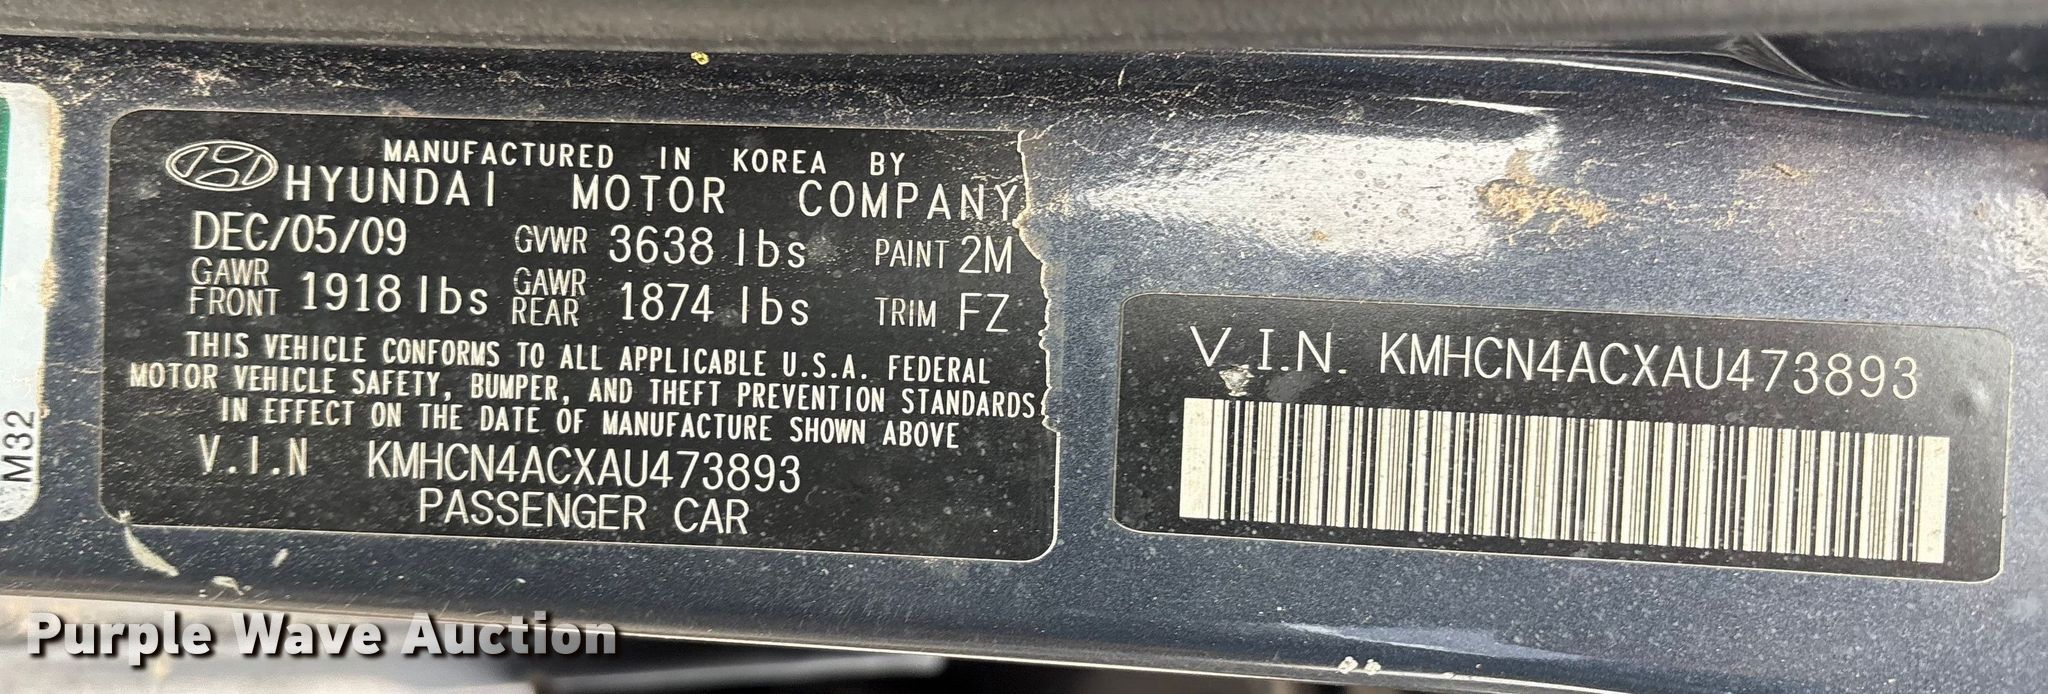 MANUFACTURED IN KOREA BY
HYUNDAI MOTOR COMPANY
DEC/05/09 GVWR 3638 lbs PAINT 2M
GAWR FRONT 1918 lbs GAWR REAR 1874 lbs TRIM FZ
THIS VEHICLE CONFORMS TO ALL APPLICABLE U.S.A. FEDERAL
MOTOR VEHICLE SAFETY, BUMPER, AND THEFT PREVENTION STANDARDS
IN EFFECT ON THE DATE OF MANUFACTURE SHOWN ABOVE
V.I.N KMHCN4ACXAU473893
PASSENGER CAR
V.I.N. KMHCN4ACXAU473893
M32
Purple Wave Auction